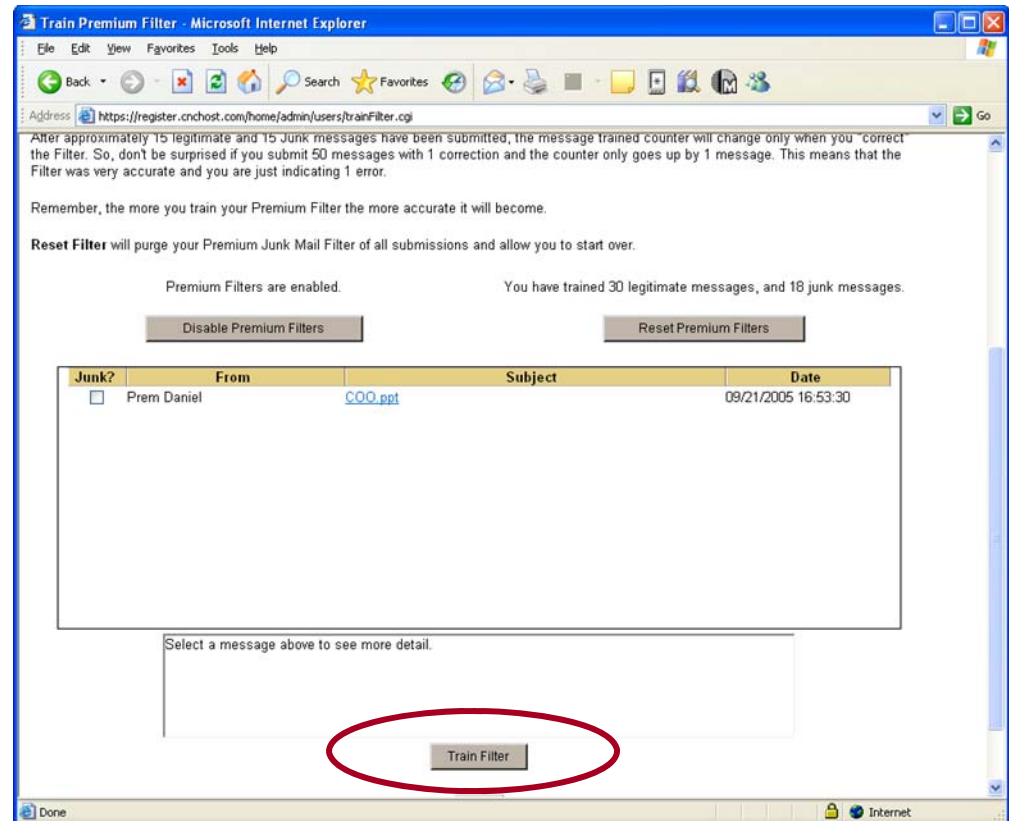 Train Premium Filter - Microsoft Internet Explorer
File Edit View Favorites Tools Help
Back Search Favorites
Address https://register.cnchost.com/home/admin/users/trainFilter.cgi Go
After approximately 15 legitimate and 15 Junk messages have been submitted, the message trained counter will change only when you "correct"
the Filter. So, don't be surprised if you submit 50 messages with 1 correction and the counter only goes up by 1 message. This means that the
Filter was very accurate and you are just indicating 1 error.
Remember, the more you train your Premium Filter the more accurate it will become.
Reset Filter will purge your Premium Junk Mail Filter of all submissions and allow you to start over.
Premium Filters are enabled. You have trained 30 legitimate messages, and 18 junk messages.
Disable Premium Filters Reset Premium Filters
Junk? From Subject Date
Prem Daniel COO.ppt 09/21/2005 16:53:30
Select a message above to see more detail.
Train Filter
Done Internet